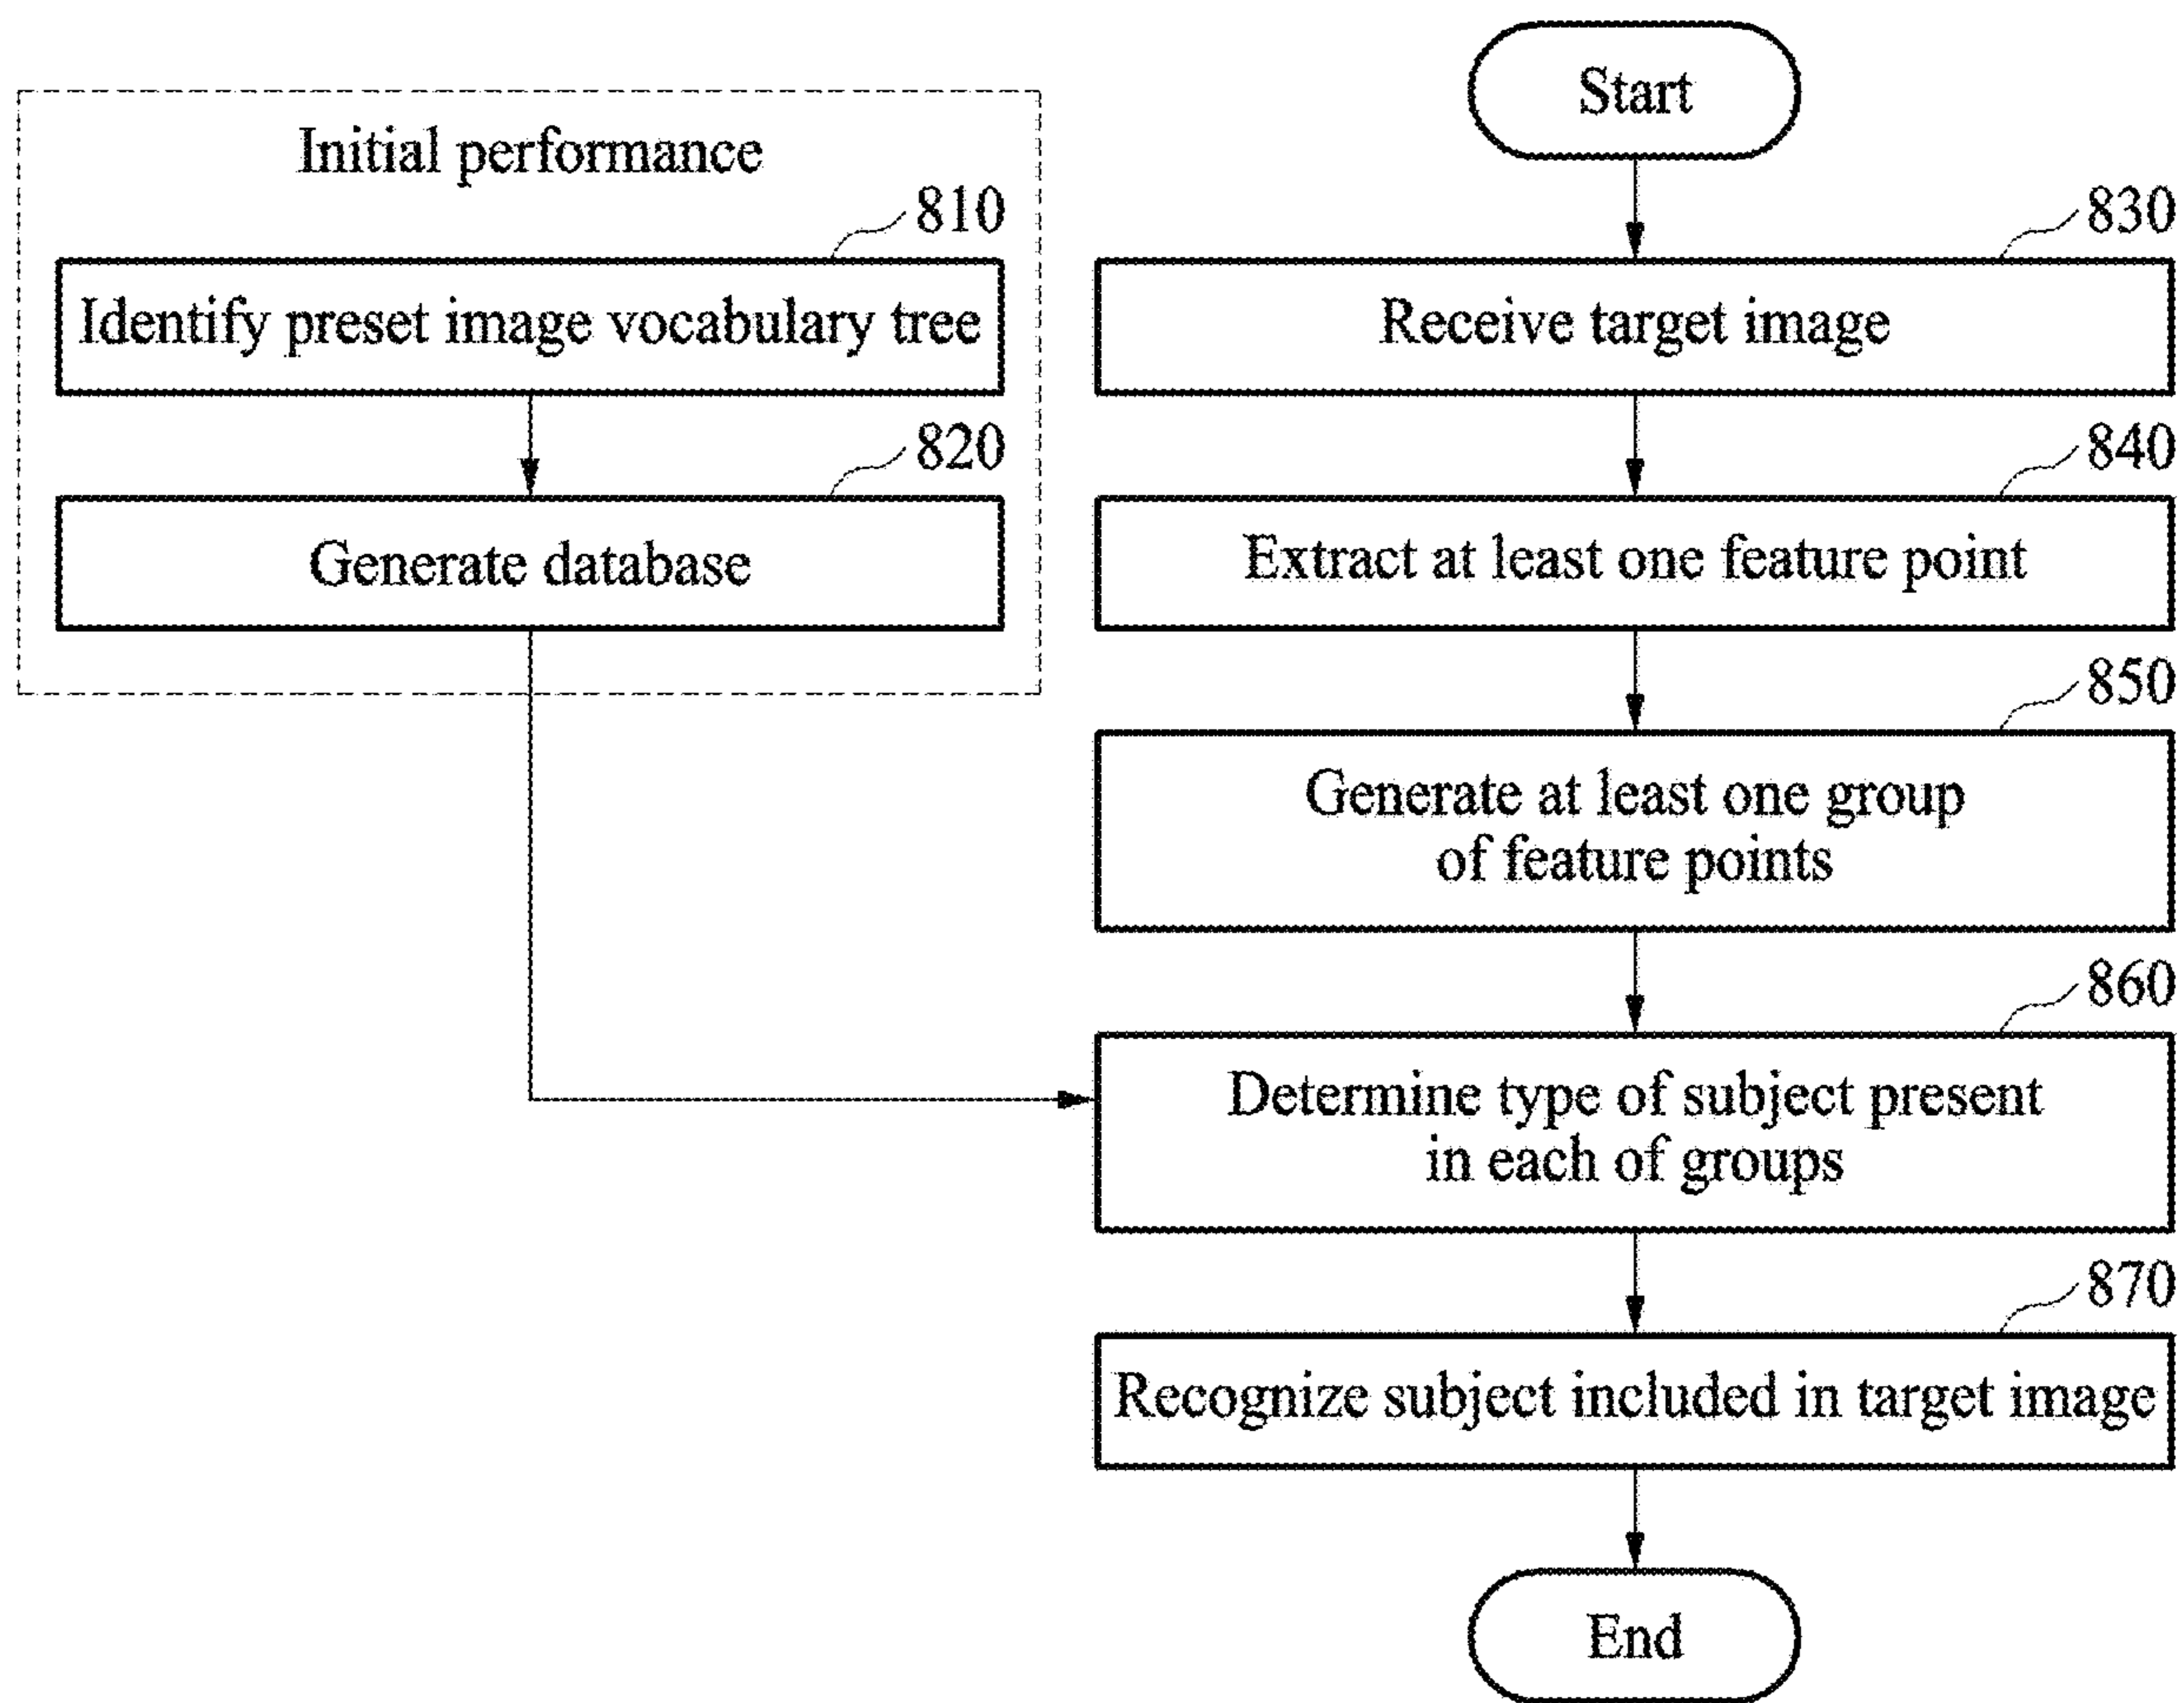 Initial performance
810
Identify preset image vocabulary tree
820
Generate database
Start
830
Receive target image
840
Extract at least one feature point
850
Generate at least one group
of feature points
860
Determine type of subject present
in each of groups
870
Recognize subject included in target image
End